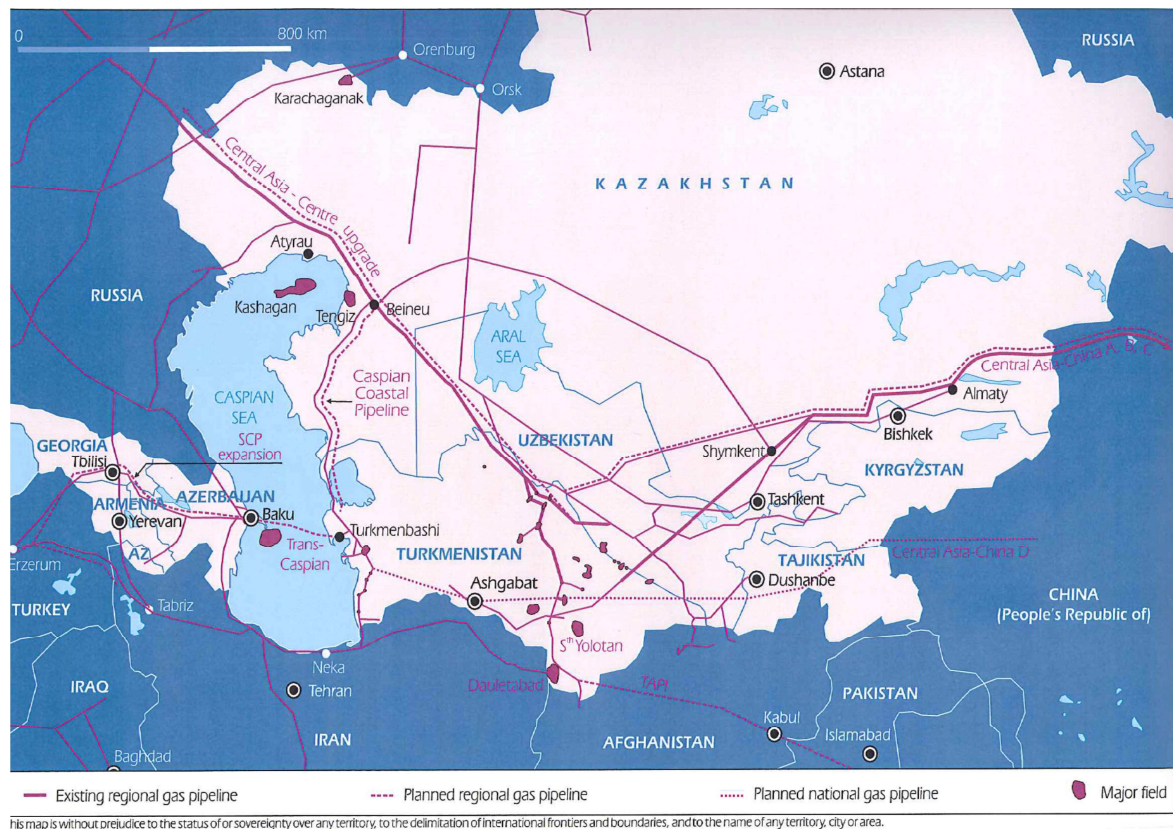 0
800 km
Orenburg
RUSSIA
Astana
Karachaganak
Orsk
Central Asia - Centre upgrade
KAZAKHSTAN
Atyrau
RUSSIA
Kashagan
Tengiz
Beineu
ARAL
SEA
Central Asia-China A, B, C
Caspian
Coastal
Pipeline
Almaty
CASPIAN
SEA
Bishkek
SCP
expansion
UZBEKISTAN
GEORGIA
Tbilisi
Shymkent
KYRGYZSTAN
AZERBAIJAN
ARMENIA
Baku
Tashkent
Yerevan
Turkmenbashi
AZ
Trans-
Caspian
TURKMENISTAN
TAJIKISTAN
Central Asia-China D
Erzerum
Ashgabat
Dushanbe
CHINA
(People's Republic of)
TURKEY
Tabriz
Sth Yolotan
Neka
Dauletabad
TAPI
IRAQ
Tehran
PAKISTAN
Kabul
Islamabad
IRAN
AFGHANISTAN
Baghdad
Existing regional gas pipeline
Planned regional gas pipeline
Planned national gas pipeline
Major field
his map is without prejudice to the status of or sovereignty over any territory, to the delimitation of international frontiers and boundaries, and to the name of any territory, city or area.